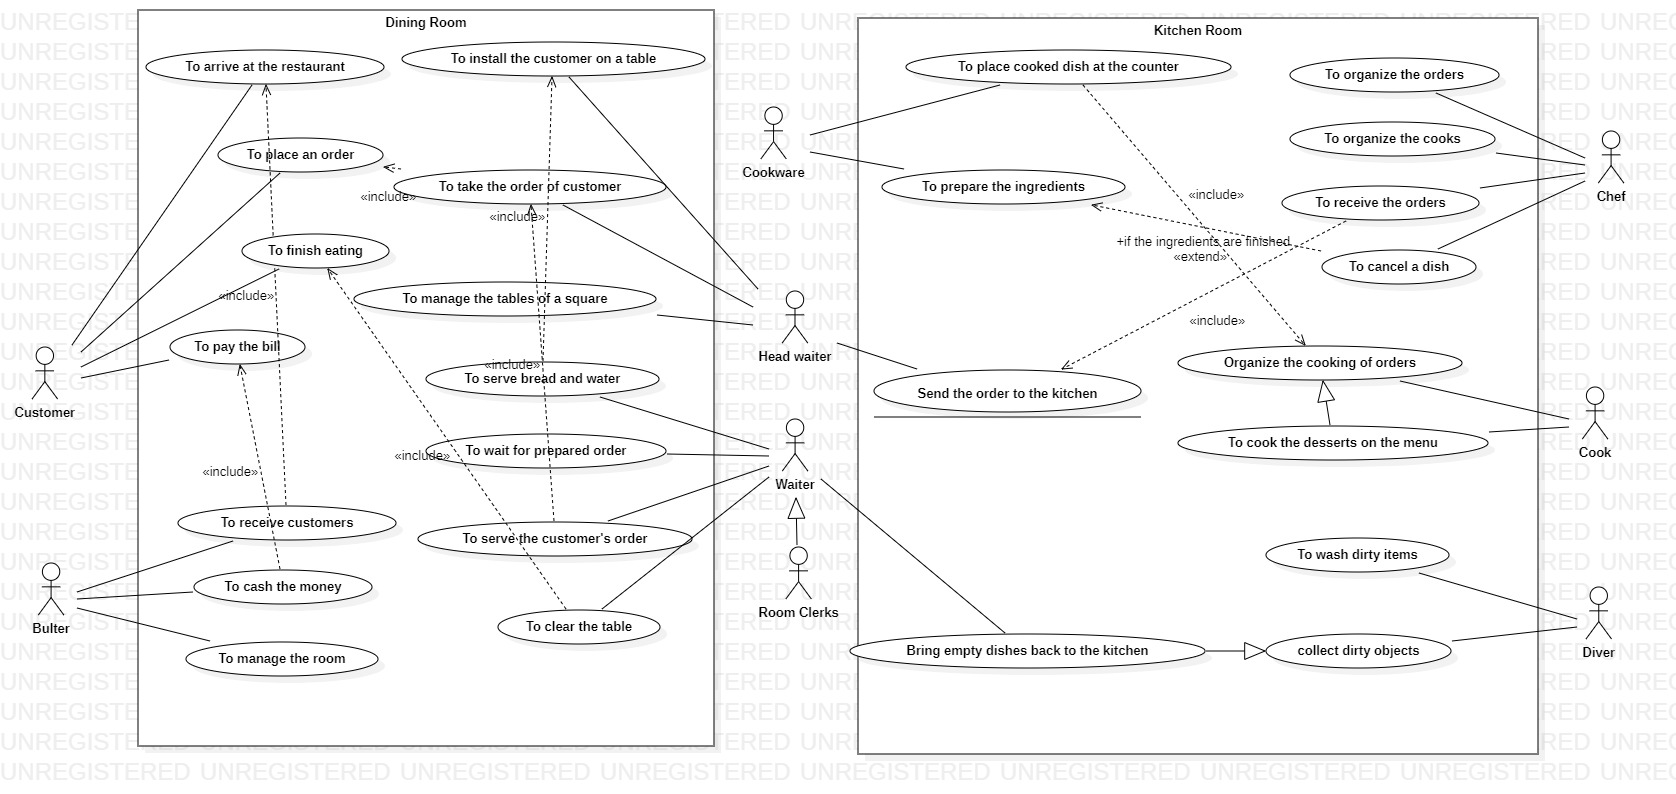 Dining Room
To arrive at the restaurant
To install the customer on a table
To place an order
To take the order of customer
«include»
«include»
To finish eating
«include»
To manage the tables of a square
To pay the bill
«include»
To serve bread and water
«include»
To wait for prepared order
«include»
To receive customers
To serve the customer's order
To cash the money
To clear the table
To manage the room
Customer
Bulter
Cookware
Head waiter
Waiter
Room Clerks
Kitchen Room
To place cooked dish at the counter
To organize the orders
To organize the cooks
To prepare the ingredients
«include»
To receive the orders
+if the ingredients are finished
«extend»
To cancel a dish
«include»
Organize the cooking of orders
Send the order to the kitchen
To cook the desserts on the menu
To wash dirty items
Bring empty dishes back to the kitchen
collect dirty objects
Chef
Cook
Diver
UNREGISTERED UNREGISTERED UNREGISTERED UNREGISTERED UNREGISTERED UNREGISTERED UNREGISTERED UNREGISTERED